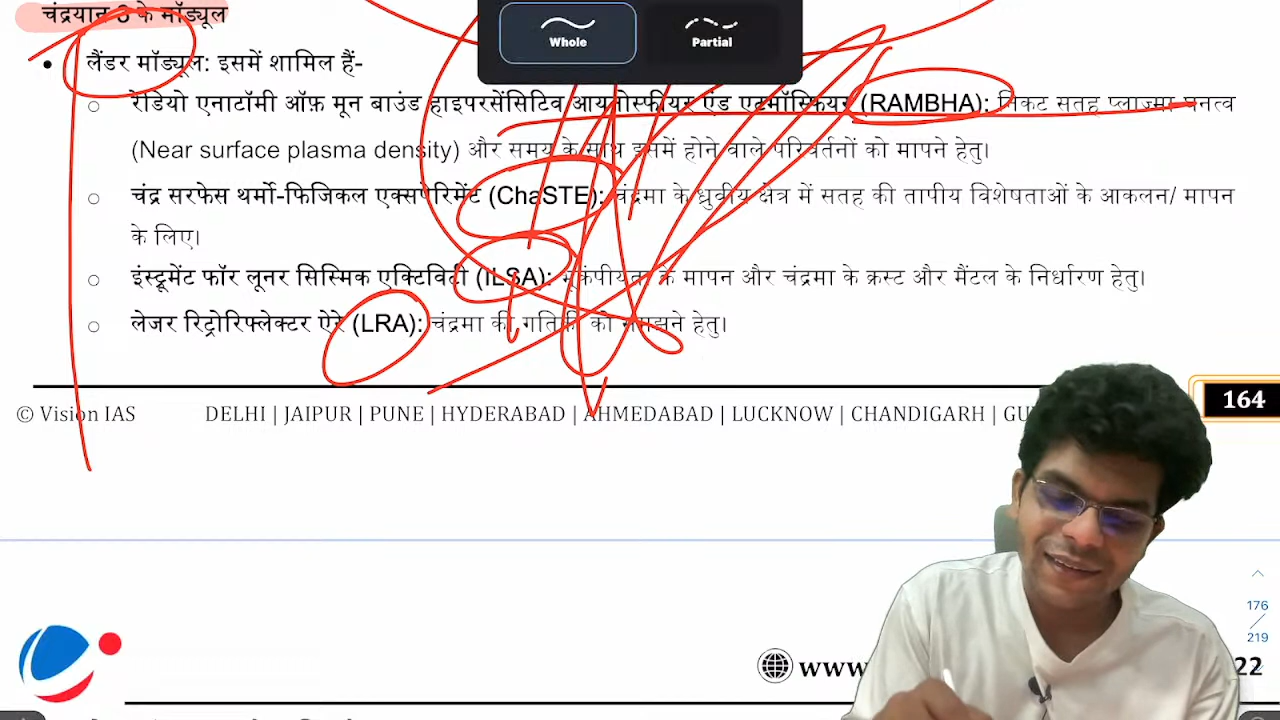 चंद्रयान 3 के मॉड्यूल
Whole
Partial
• लैंडर मॉड्यूल: इसमें शामिल हैं-
○ रेडियो एनाटॉमी ऑफ़ मून बाउंड हाइपरसेंसिटिव आयनोस्फीयर एंड एटमॉस्फियर (RAMBHA): निकट सतह प्लाज्मा घनत्व
(Near surface plasma density) और समय के साथ इसमें होने वाले परिवर्तनों को मापने हेतु।
○ चंद्र सरफेस थर्मो-फिजिकल एक्सपेरिमेंट (ChaSTE): चंद्रमा के ध्रुवीय क्षेत्र में सतह की तापीय विशेषताओं के आकलन/ मापन
के लिए।
○ इंस्ट्रूमेंट फॉर लूनर सिस्मिक एक्टिविटी (ILSA): भूकंपीयता के मापन और चंद्रमा के क्रस्ट और मैंटल के निर्धारण हेतु।
○ लेजर रिट्रोरिफ्लेक्टर ऐरे (LRA): चंद्रमा की गतिकी को समझने हेतु।
© Vision IAS DELHI | JAIPUR | PUNE | HYDERABAD | AHMEDABAD | LUCKNOW | CHANDIGARH | GU
164
176
219
www
22